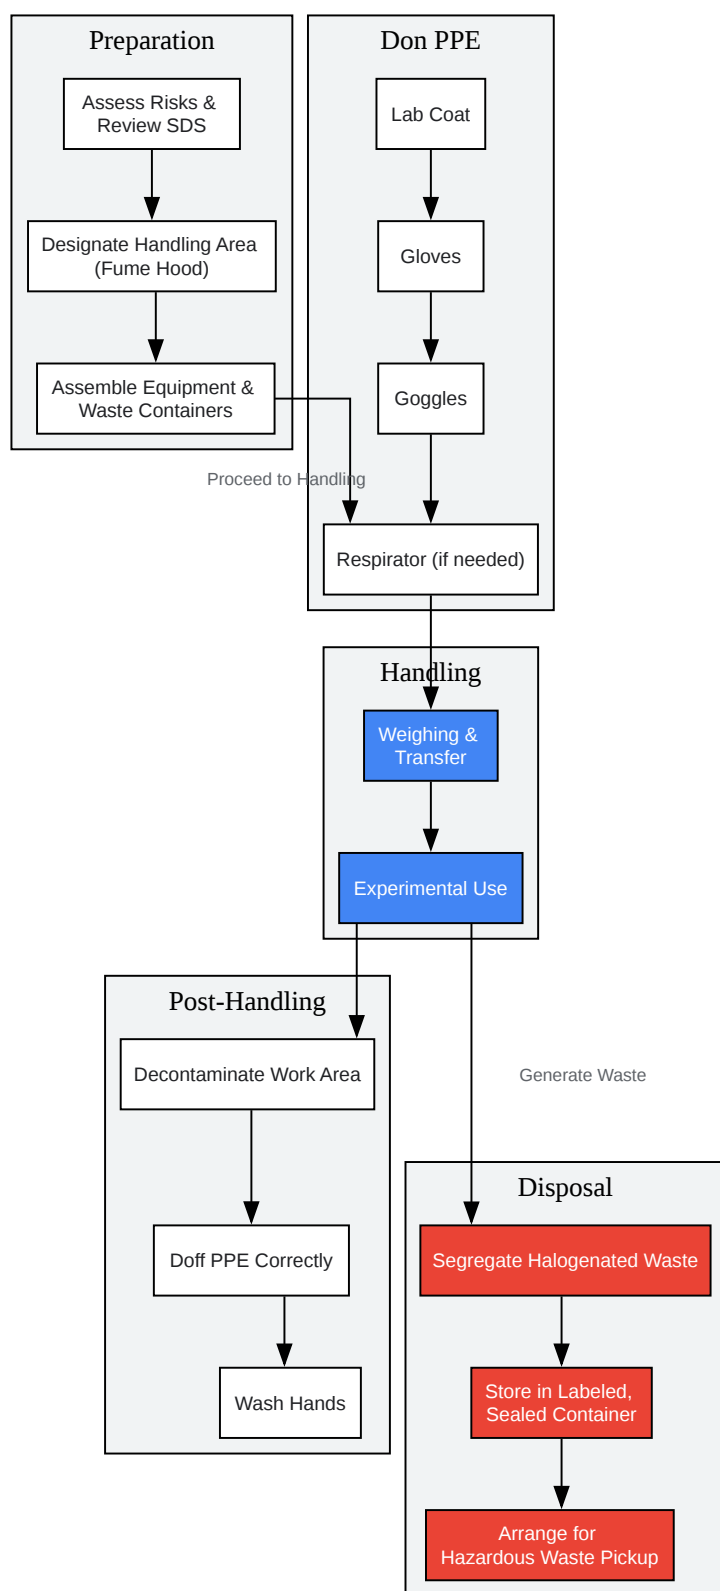 Preparation
Assess Risks &
Review SDS
Designate Handling Area
(Fume Hood)
Assemble Equipment &
Waste Containers
Don PPE
Lab Coat
Gloves
Goggles
Proceed to Handling
Respirator (if needed)
Handling
Weighing &
Transfer
Experimental Use
Post-Handling
Decontaminate Work Area
Doff PPE Correctly
Wash Hands
Generate Waste
Disposal
Segregate Halogenated Waste
Store in Labeled,
Sealed Container
Arrange for
Hazardous Waste Pickup